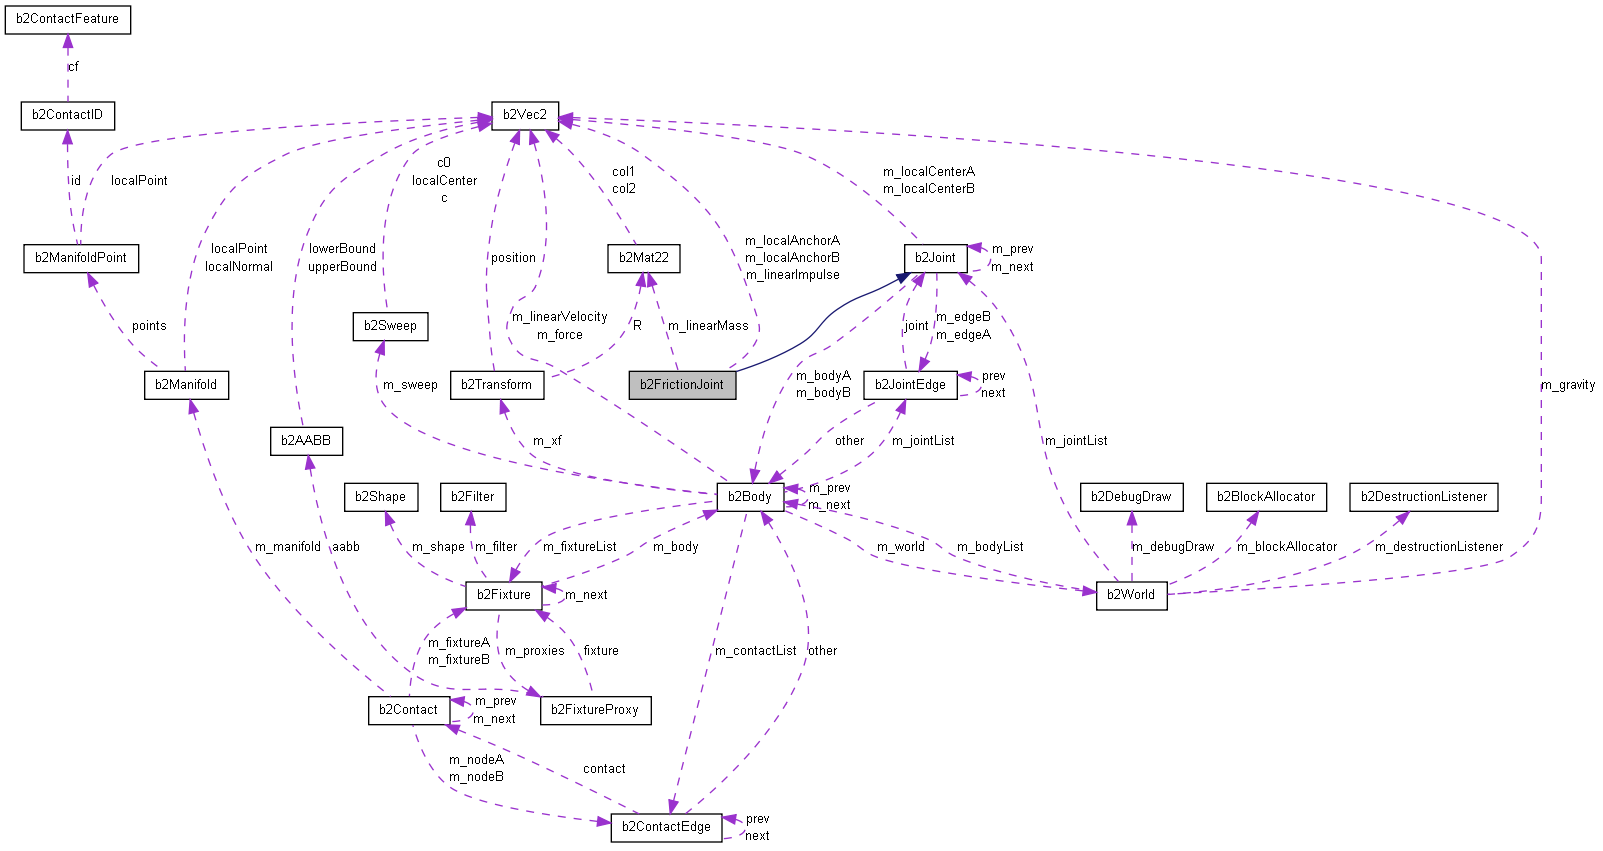 b2ContactFeature
cf
b2ContactID
b2Vec2
id
localPoint
c0
localCenter
c
col1
col2
m_localCenterA
m_localCenterB
b2ManifoldPoint
localPoint
localNormal
lowerBound
upperBound
position
b2Mat22
m_localAnchorA
m_localAnchorB
m_linearImpulse
b2Joint
m_prev
m_next
points
b2Sweep
m_linearVelocity
m_force
R
m_linearMass
joint
m_edgeB
m_edgeA
b2Manifold
m_sweep
b2Transform
b2FrictionJoint
m_bodyA
m_bodyB
b2JointEdge
prev
next
m_gravity
b2AABB
m_xf
other
m_jointList
m_jointList
b2Shape
b2Filter
b2Body
m_prev
m_next
b2DebugDraw
b2BlockAllocator
b2DestructionListener
m_manifold
aabb
m_shape
m_filter
m_fixtureList
m_body
m_world
m_bodyList
m_debugDraw
m_blockAllocator
m_destructionListener
b2Fixture
m_next
b2World
m_fixtureA
m_fixtureB
m_proxies
fixture
m_contactList
other
b2Contact
m_prev
m_next
b2FixtureProxy
m_nodeA
m_nodeB
contact
b2ContactEdge
prev
next